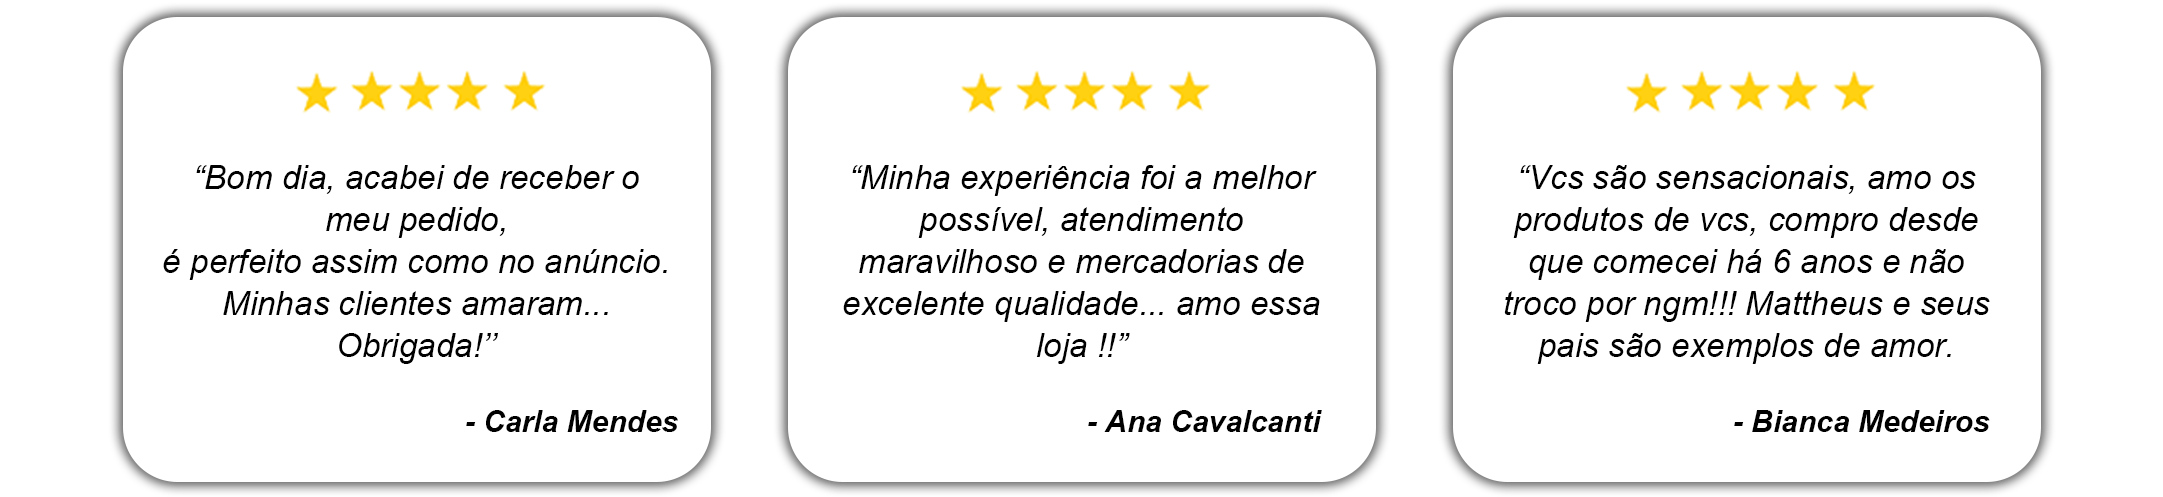 “Bom dia, acabei de receber o
meu pedido,
é perfeito assim como no anúncio.
Minhas clientes amaram...
Obrigada!’’
- Carla Mendes
“Minha experiência foi a melhor
possível, atendimento
maravilhoso e mercadorias de
excelente qualidade... amo essa
loja !!”
- Ana Cavalcanti
“Vcs são sensacionais, amo os
produtos de vcs, compro desde
que comecei há 6 anos e não
troco por ngm!!! Mattheus e seus
pais são exemplos de amor.
- Bianca Medeiros